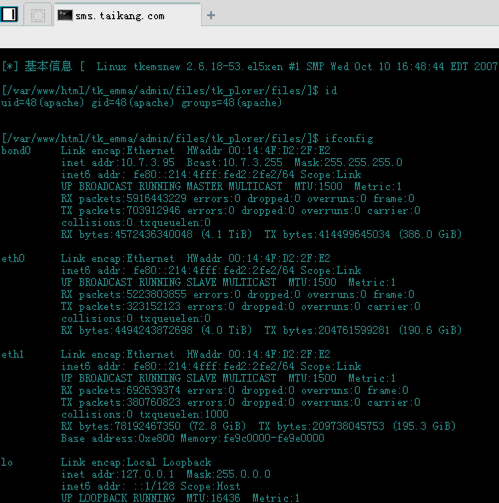 sms.taikang.com
[*] 基本信息 [  Linux tkemsnew 2.6.18-53.el5xen #1 SMP Wed Oct 10 16:48:44 EDT 2007
[/var/www/html/tk_emma/admin/files/tk_plorer/files/]$ id
uid=48(apache) gid=48(apache) groups=48(apache)
[/var/www/html/tk_emma/admin/files/tk_plorer/files/]$ ifconfig
bond0     Link encap:Ethernet  HWaddr 00:14:4F:D2:2F:E2
inet addr:10.7.3.95  Bcast:10.7.3.255  Mask:255.255.255.0
inet6 addr: fe80::214:4fff:fed2:2fe2/64 Scope:Link
UP BROADCAST RUNNING MASTER MULTICAST  MTU:1500  Metric:1
RX packets:5916443229 errors:0 dropped:0 overruns:0 frame:0
TX packets:703912946 errors:0 dropped:0 overruns:0 carrier:0
collisions:0 txqueuelen:0
RX bytes:4572436340048 (4.1 TiB)  TX bytes:414499645034 (386.0 GiB)
eth0      Link encap:Ethernet  HWaddr 00:14:4F:D2:2F:E2
inet6 addr: fe80::214:4fff:fed2:2fe2/64 Scope:Link
UP BROADCAST RUNNING SLAVE MULTICAST  MTU:1500  Metric:1
RX packets:5223803855 errors:0 dropped:0 overruns:0 frame:0
TX packets:323152123 errors:0 dropped:0 overruns:0 carrier:0
collisions:0 txqueuelen:0
RX bytes:4494243872698 (4.0 TiB)  TX bytes:204761599281 (190.6 GiB)
eth1      Link encap:Ethernet  HWaddr 00:14:4F:D2:2F:E2
inet6 addr: fe80::214:4fff:fed2:2fe2/64 Scope:Link
UP BROADCAST RUNNING SLAVE MULTICAST  MTU:1500  Metric:1
RX packets:692639374 errors:0 dropped:0 overruns:0 frame:0
TX packets:380760823 errors:0 dropped:0 overruns:0 carrier:0
collisions:0 txqueuelen:1000
RX bytes:78192467350 (72.8 GiB)  TX bytes:209738045753 (195.3 GiB)
Base address:0xe800 Memory:fe9c0000-fe9e0000
lo        Link encap:Local Loopback
inet addr:127.0.0.1  Mask:255.0.0.0
inet6 addr: ::1/128 Scope:Host
UP LOOPBACK RUNNING  MTU:16436  Metric:1